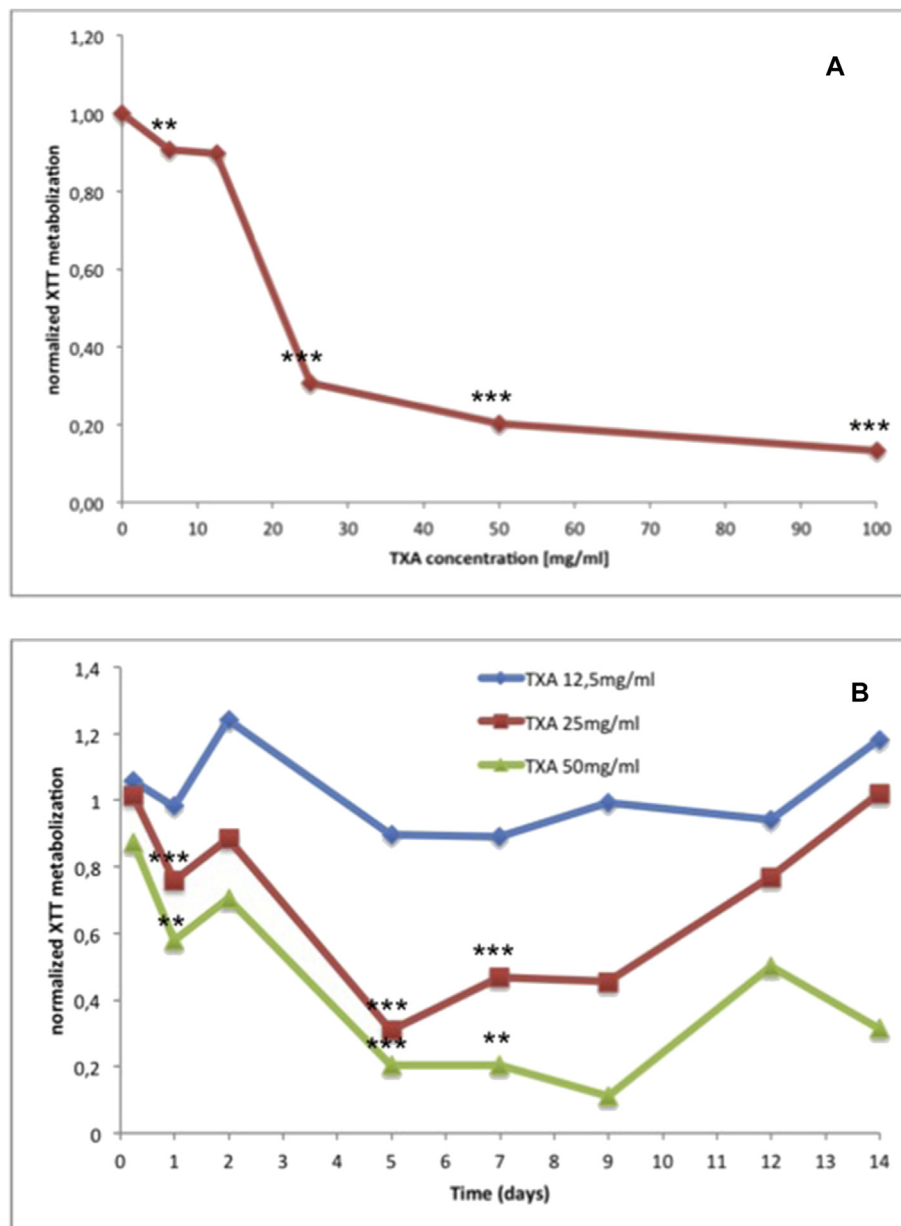 1,20
A
1,00
**
0,80
0,60
0,40
***
***
0,20
***
0,00
0 10 20 30 40 50 60 70 80 90 100
TXA concentration [mg/ml]
normalized XTT metabolization
1,4
TXA 12,5mg/ml
B
1,2
TXA 25mg/ml
TXA 50mg/ml
1
***
0,8
**
0,6
***
0,4
***
***
**
0,2
0
0 1 2 3 4 5 6 7 8 9 10 11 12 13 14
Time (days)
normalized XTT metabolization